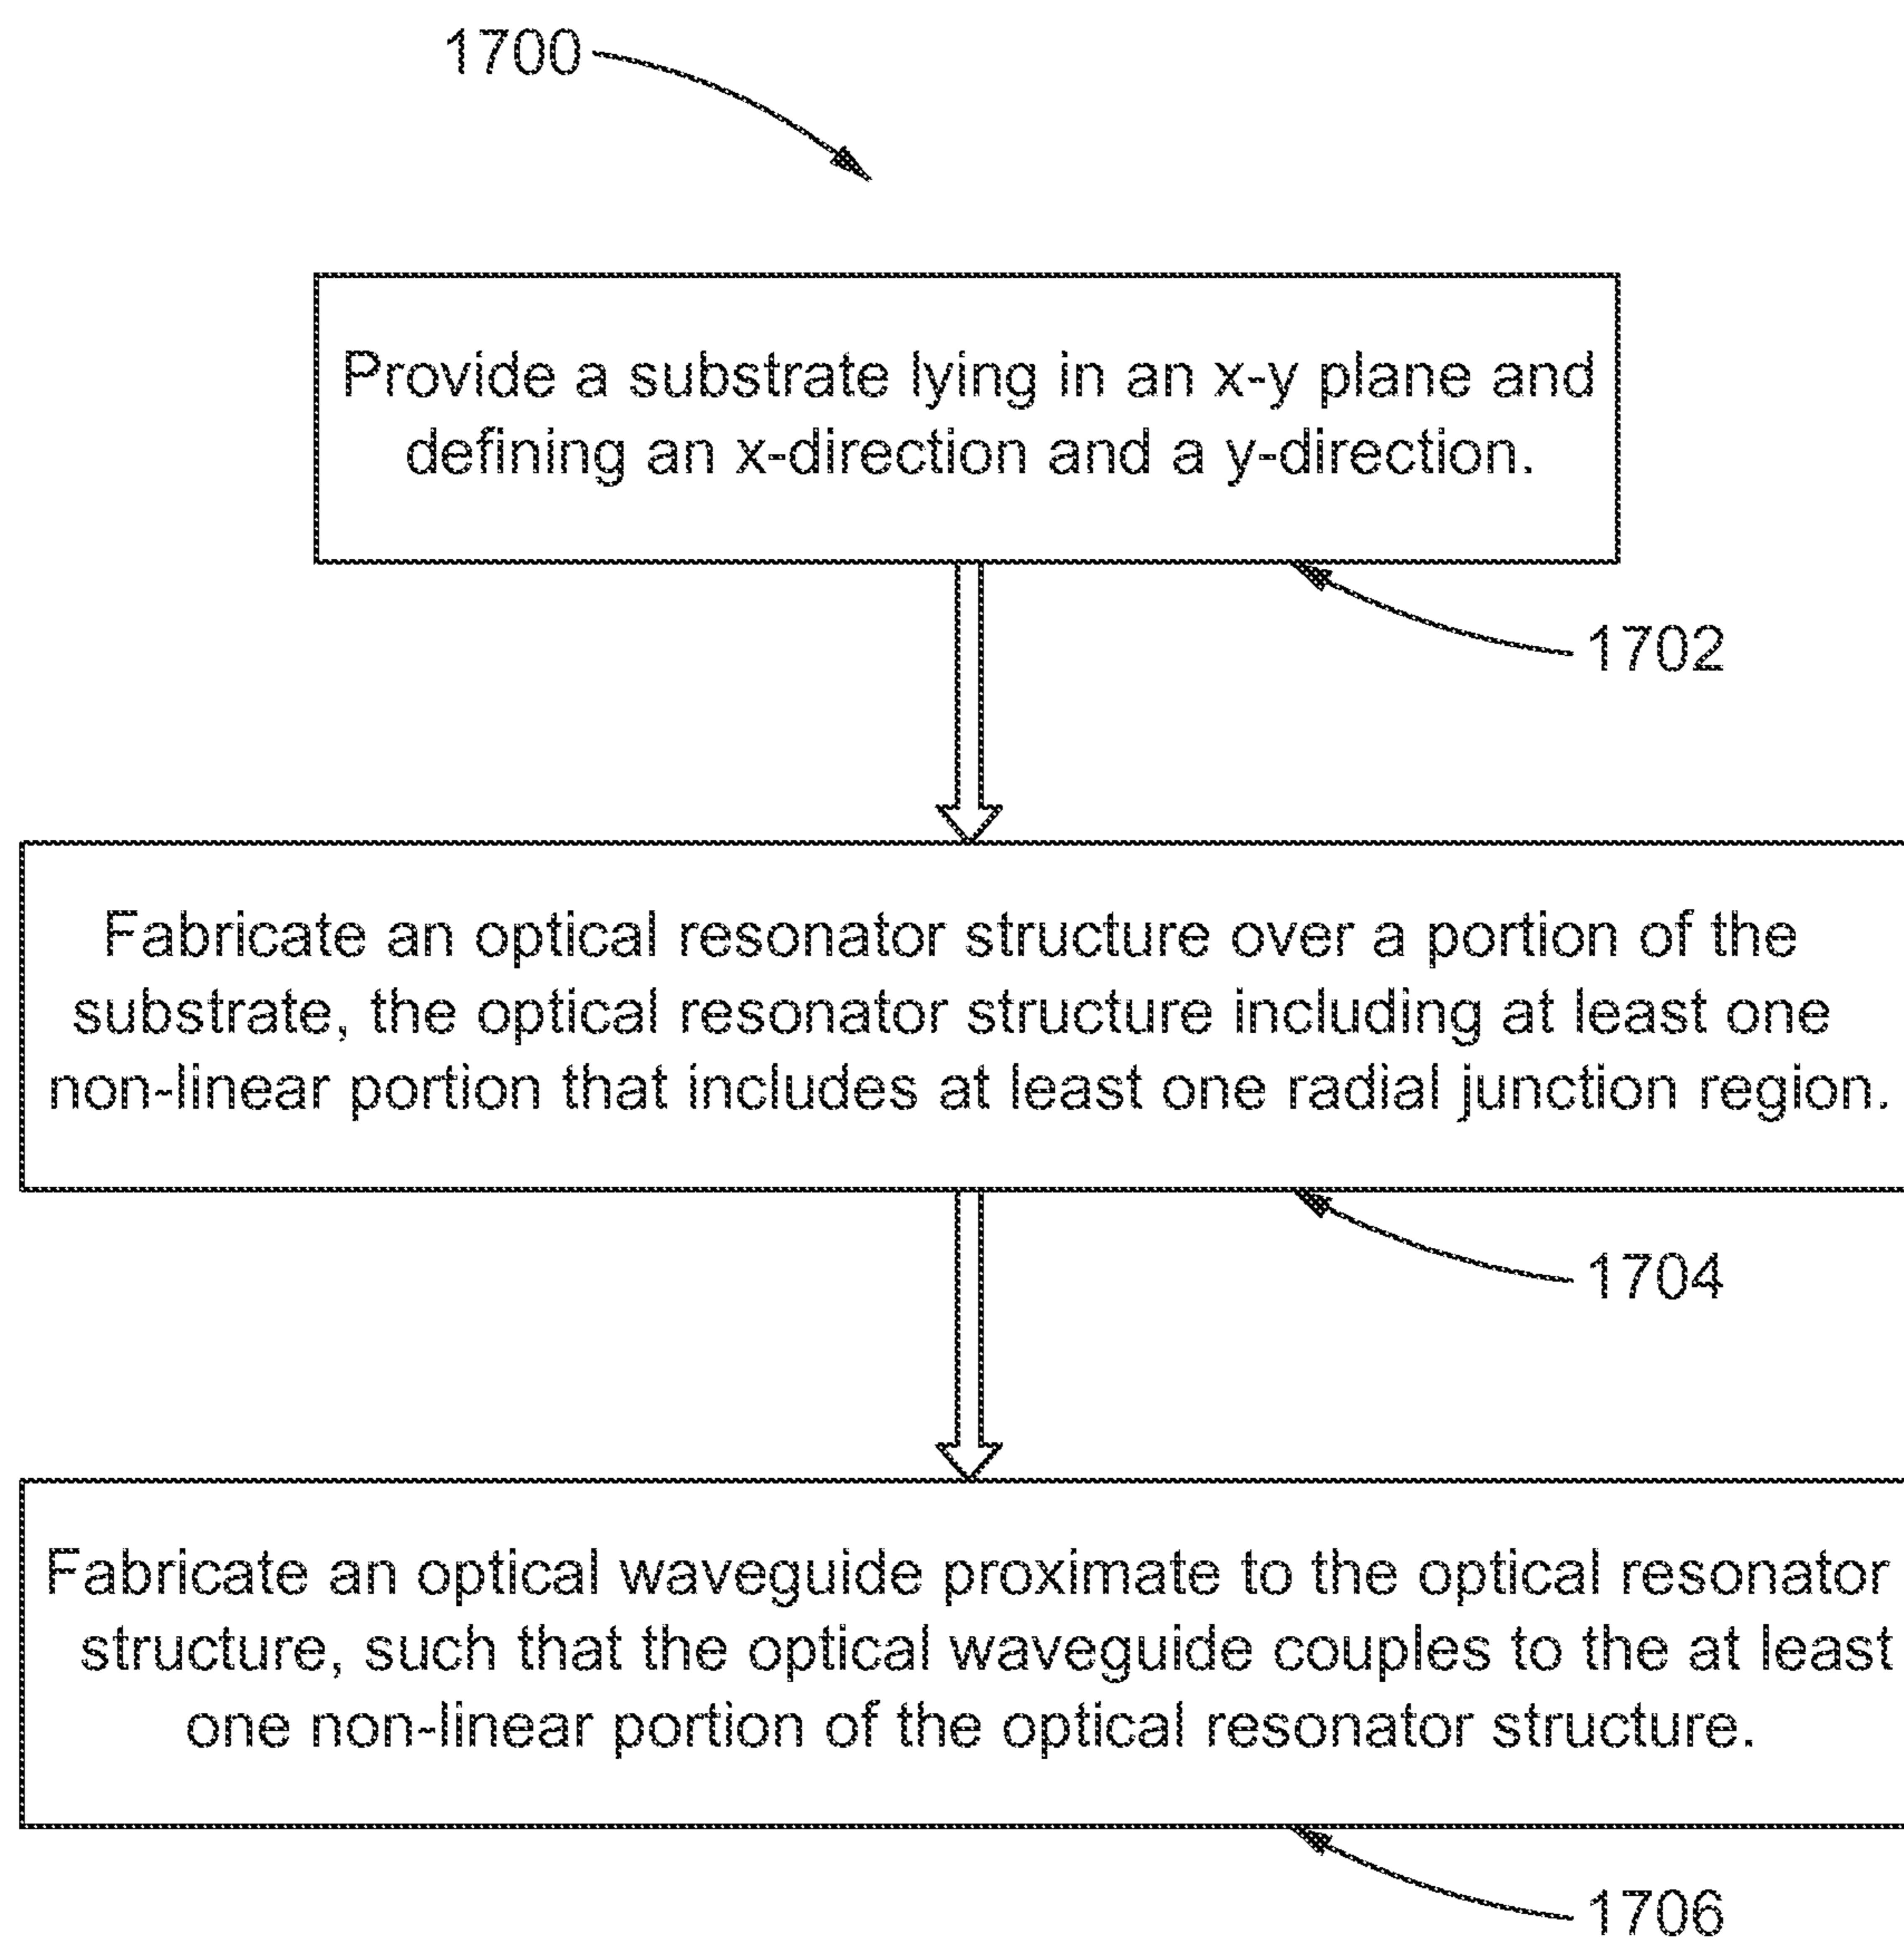 1700
Provide a substrate lying in an x-y plane and
defining an x-direction and a y-direction.
1702
Fabricate an optical resonator structure over a portion of the
substrate, the optical resonator structure including at least one
non-linear portion that includes at least one radial junction region.
1704
Fabricate an optical waveguide proximate to the optical resonator
structure, such that the optical waveguide couples to the at least
one non-linear portion of the optical resonator structure.
1706